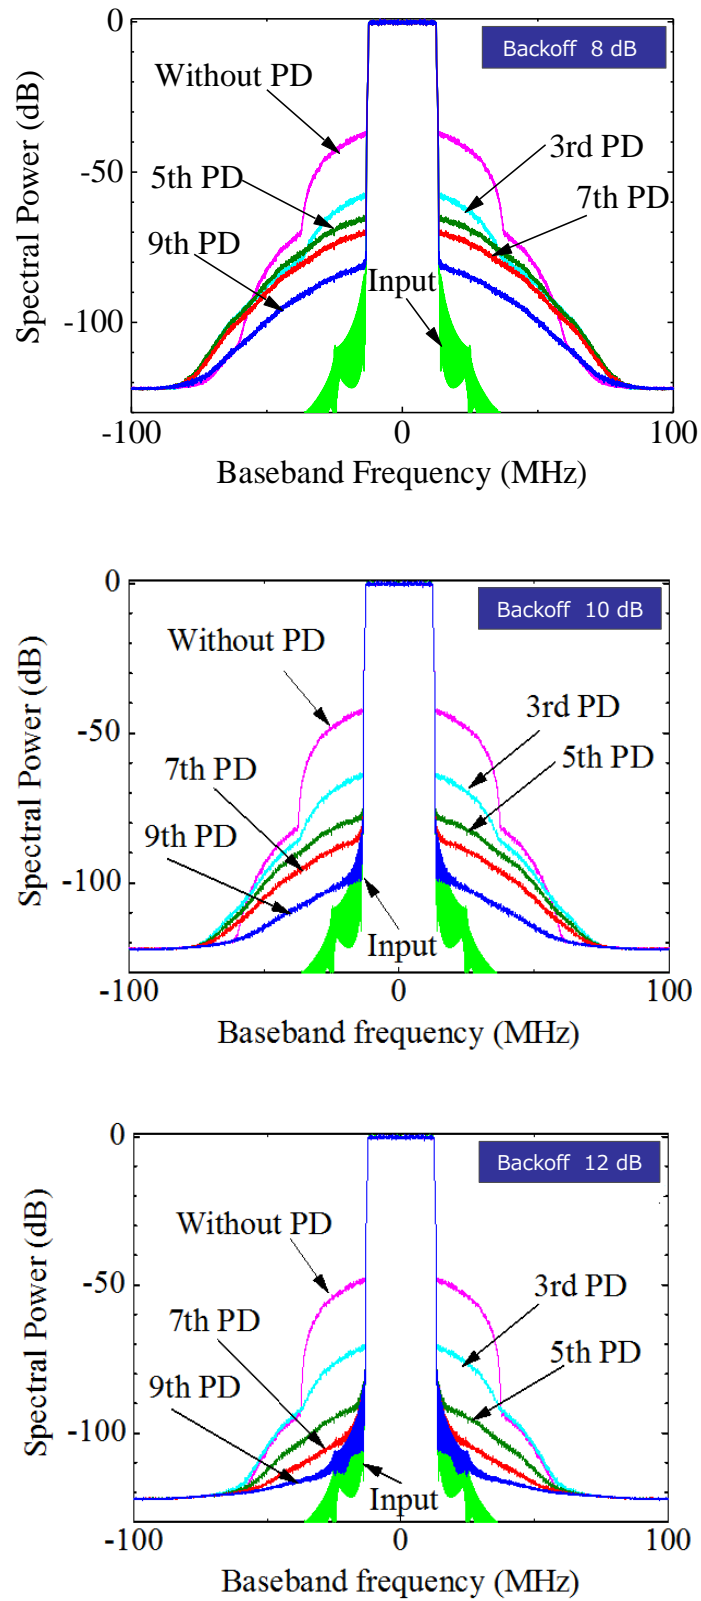 0
Backoff 8 dB
Without PD
3rd PD
-50
5th PD
7th PD
9th PD
Input
-100
Spectral Power (dB)
-100
0
100
Baseband Frequency (MHz)
0
Backoff 10 dB
Without PD
3rd PD
-50
5th PD
7th PD
9th PD
-100
Input
Spectral Power (dB)
-100
0
100
Baseband frequency (MHz)
0
Backoff 12 dB
Without PD
-50
3rd PD
7th PD
5th PD
9th PD
-100
Input
Spectral Power (dB)
-100
0
100
Baseband frequency (MHz)